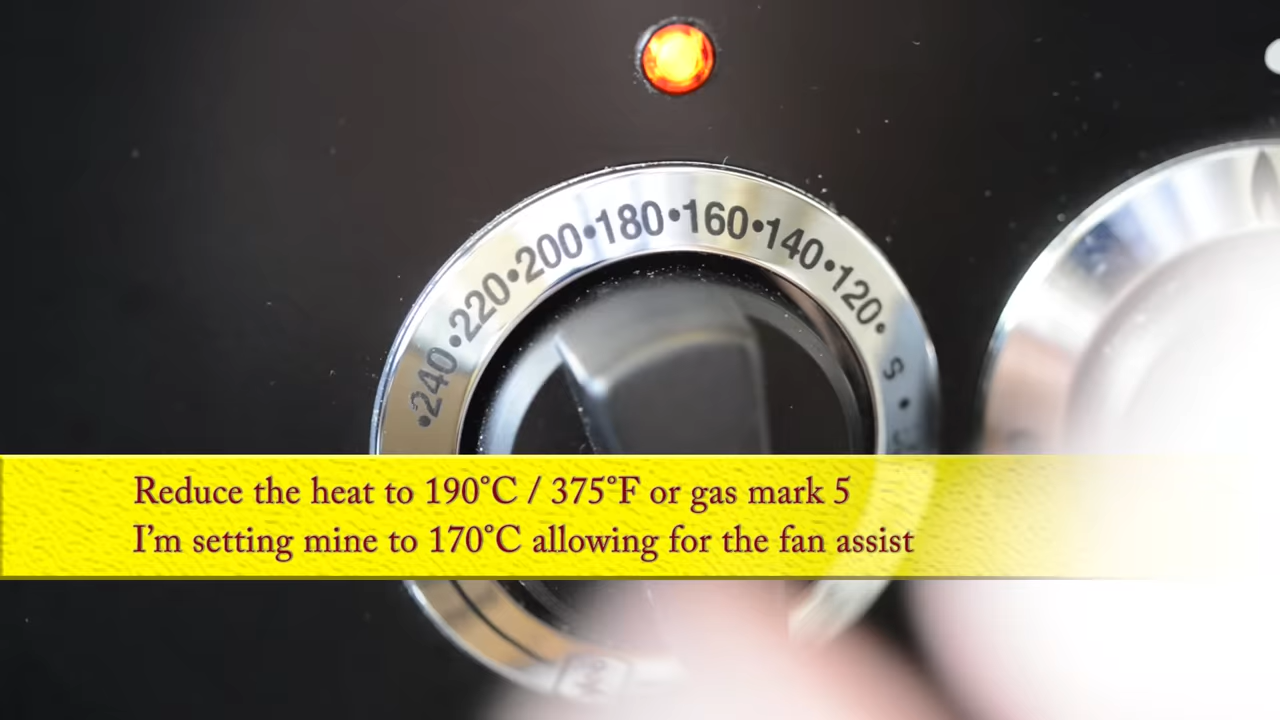 •240•220•200•180•160•140•120• S •
Reduce the heat to 190°C / 375°F or gas mark 5
I'm setting mine to 170°C allowing for the fan assist